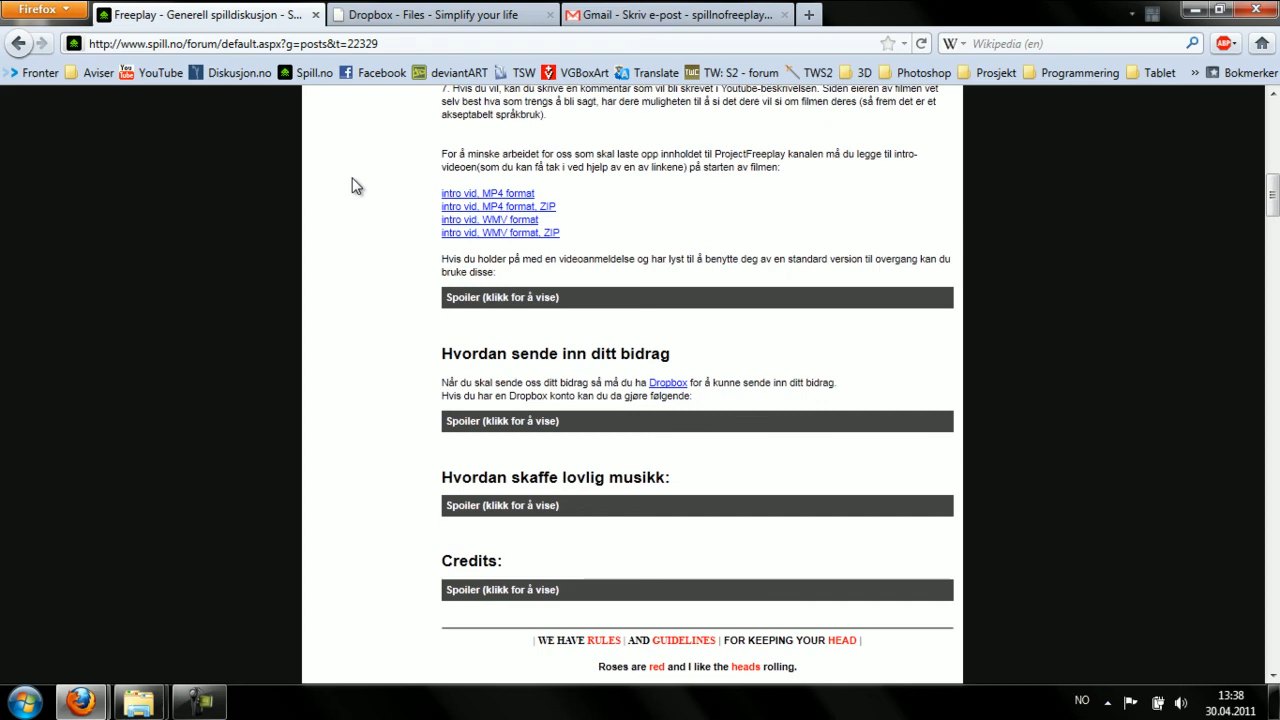 Firefox
Freeplay - Generell spilldiskusjon - S...
Dropbox - Files - Simplify your life
Gmail - Skriv e-post - spillnofreeplay...
http://www.spill.no/forum/default.aspx?g=posts&t=22329
Wikipedia (en)
Fronter Aviser YouTube Diskusjon.no Spill.no Facebook deviantART TSW VGBoxArt Translate TW: S2 - forum TWS2 3D Photoshop Prosjekt Programmering Tablet » Bokmerker
7. Hvis du vil, kan du skrive en kommentar som vil bli skrevet i Youtube-beskrivelsen. Siden eieren av filmen vet
selv best hva som trengs å bli sagt, har dere muligheten til å si det dere vil si om filmen deres (så frem det er et
akseptabelt språkbruk).
For å minske arbeidet for oss som skal laste opp innholdet til ProjectFreeplay kanalen må du legge til intro-
videoen(som du kan få tak i ved hjelp av en av linkene) på starten av filmen:
intro vid, MP4 format
intro vid, MP4 format, ZIP
intro vid, WMV format
intro vid, WMV format, ZIP
Hvis du holder på med en videoanmeldelse og har lyst til å benytte deg av en standard version til overgang kan du
bruke disse:
Spoiler (klikk for å vise)
Hvordan sende inn ditt bidrag
Når du skal sende oss ditt bidrag så må du ha Dropbox for å kunne sende inn ditt bidrag.
Hvis du har en Dropbox konto kan du da gjøre følgende:
Spoiler (klikk for å vise)
Hvordan skaffe lovlig musikk:
Spoiler (klikk for å vise)
Credits:
Spoiler (klikk for å vise)
| WE HAVE RULES | AND GUIDELINES | FOR KEEPING YOUR HEAD |
Roses are red and I like the heads rolling.
NO
13:38
30.04.2011